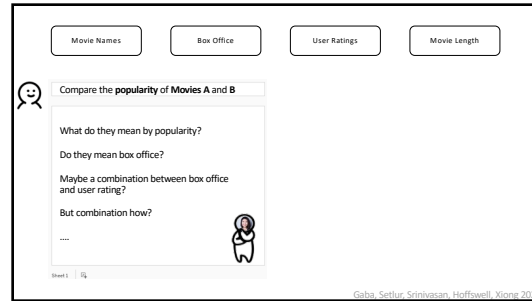 Movie Names
Box Office
User Ratings
Movie Length
Compare the popularity of Movies A and B
What do they mean by popularity?
Do they mean box office?
Maybe a combination between box office
and user rating?
But combination how?
....
Sheet1
Gaba, Setlur, Srinivasan, Hoffswell, Xiong